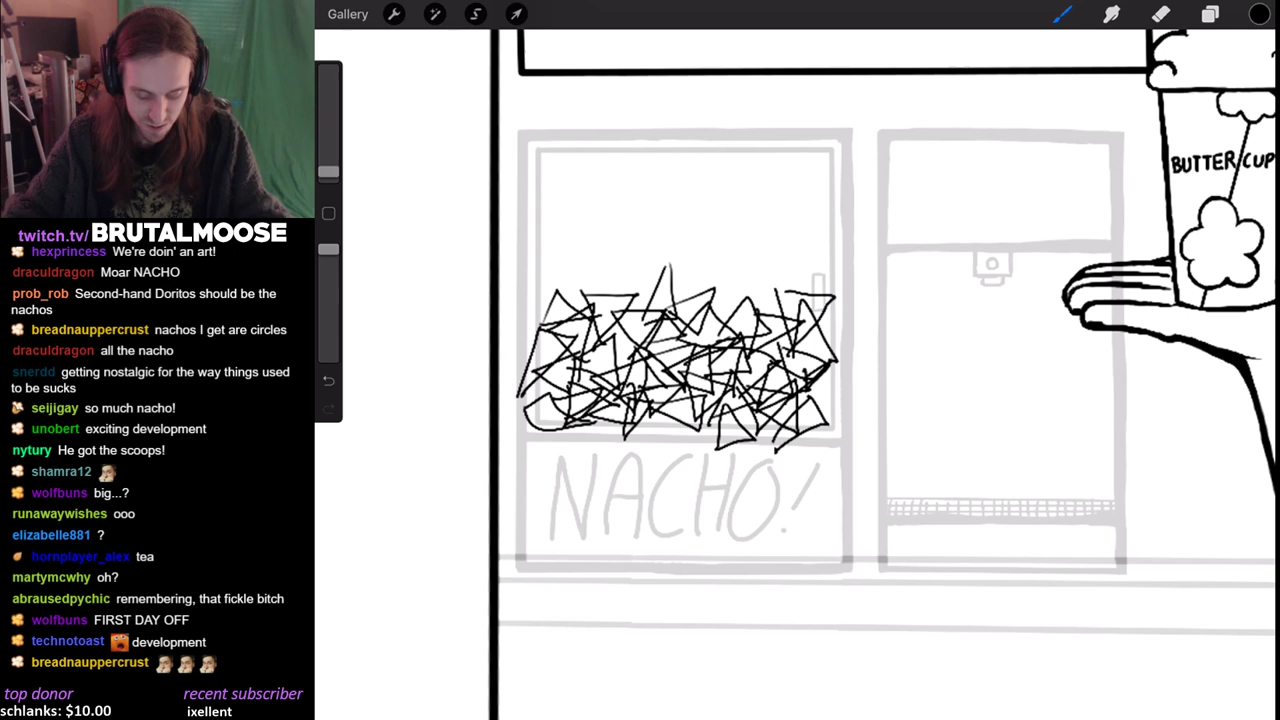 Gallery
BUTTERCUP
twitch.tv/BRUTALMOOSE
hexprincess We're doin' an art!
draculdragon Moar NACHO
prob_rob Second-hand Doritos should be the
nachos
breadnauppercrust nachos I get are circles
draculdragon all the nacho
snerdd getting nostalgic for the way things used
to be sucks
seijigay so much nacho!
unobert exciting development
nytury He got the scoops!
shamra12
wolfbuns big...?
runawaywishes ooo
elizabelle881 ?
hornplayer_alex tea
martymcwhy oh?
abrausedpychic remembering, that fickle bitch
wolfbuns FIRST DAY OFF
technotoast development
breadnauppercrust
NACHO!
top donor recent subscriber
schlanks: $10.00 ixellent